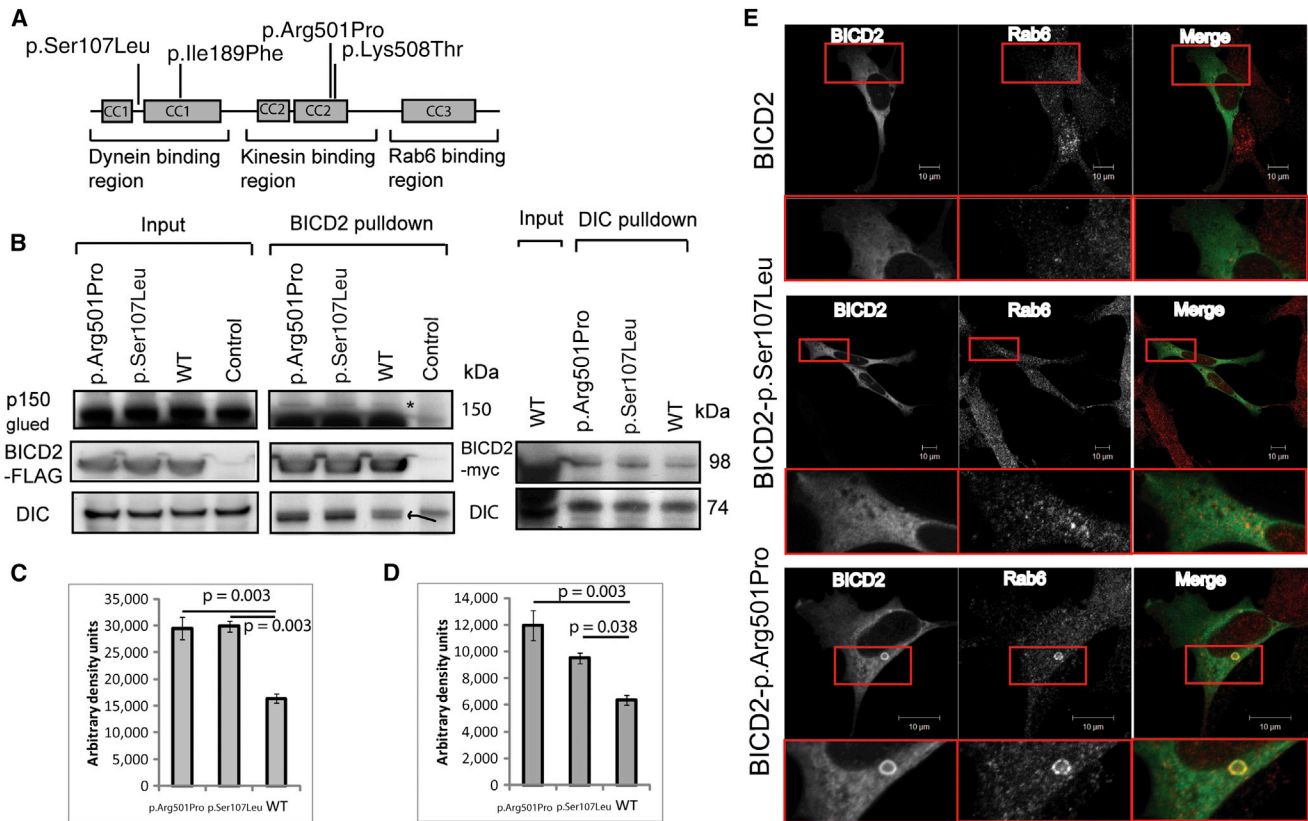 A
p.Ser107Leu
p.Ile189Phe
p.Arg501Pro
p.Lys508Thr
CC1
CC1
CC2
CC2
CC3
Dynein binding
region
Kinesin binding
region
Rab6 binding
region
B
Input
BICD2 pulldown
Input
DIC pulldown
p.Arg501Pro
p.Ser107Leu
WT
Control
p.Arg501Pro
p.Ser107Leu
WT
Control
kDa
WT
p.Arg501Pro
p.Ser107Leu
WT
kDa
p150
glued
*
150
BICD2
-FLAG
BICD2
-myc
98
DIC
DIC
74
C
Arbitrary density units
35,000
30,000
25,000
20,000
15,000
10,000
5,000
0
p = 0.003
p = 0.003
p.Arg501Pro
p.Ser107Leu
WT
D
Arbitrary density units
14,000
12,000
10,000
8,000
6,000
4,000
2,000
0
p = 0.003
p = 0.038
p.Arg501Pro
p.Ser107Leu
WT
E
BICD2
BICD2
Rab6
Merge
10 µm
10 µm
10 µm
BICD2-p.Ser107Leu
BICD2
Rab6
Merge
10 µm
10 µm
10 µm
BICD2-p.Arg501Pro
BICD2
Rab6
Merge
10 µm
10 µm
10 µm